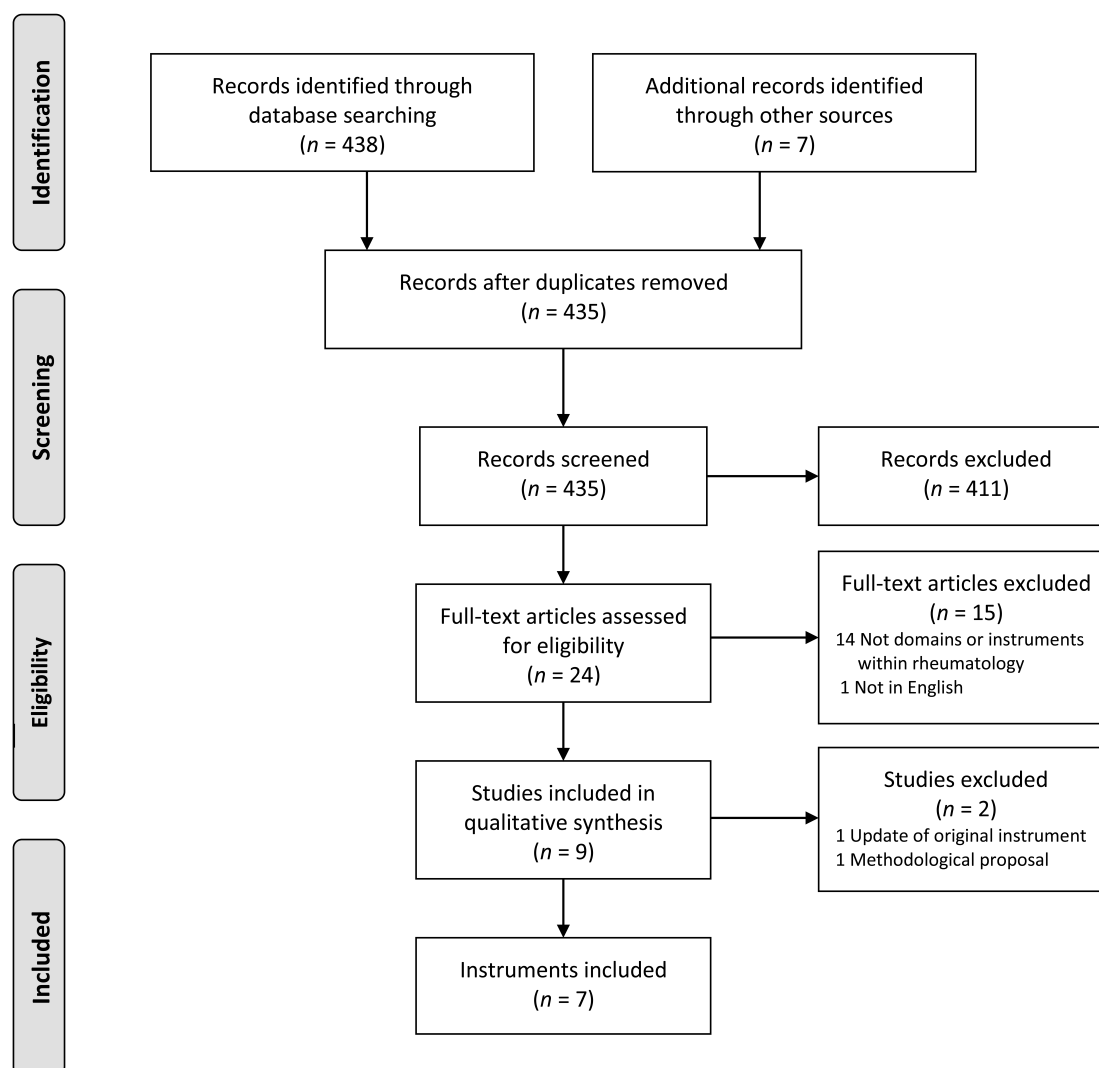 Identification
Records identified through
database searching
(n = 438)
Additional records identified
through other sources
(n = 7)
Records after duplicates removed
(n = 435)
Screening
Records screened
(n = 435)
Records excluded
(n = 411)
Eligibility
Full-text articles assessed
for eligibility
(n = 24)
Full-text articles excluded
(n = 15)
14 Not domains or instruments
within rheumatology
1 Not in English
Studies included in
qualitative synthesis
(n = 9)
Studies excluded
(n = 2)
1 Update of original instrument
1 Methodological proposal
Included
Instruments included
(n = 7)